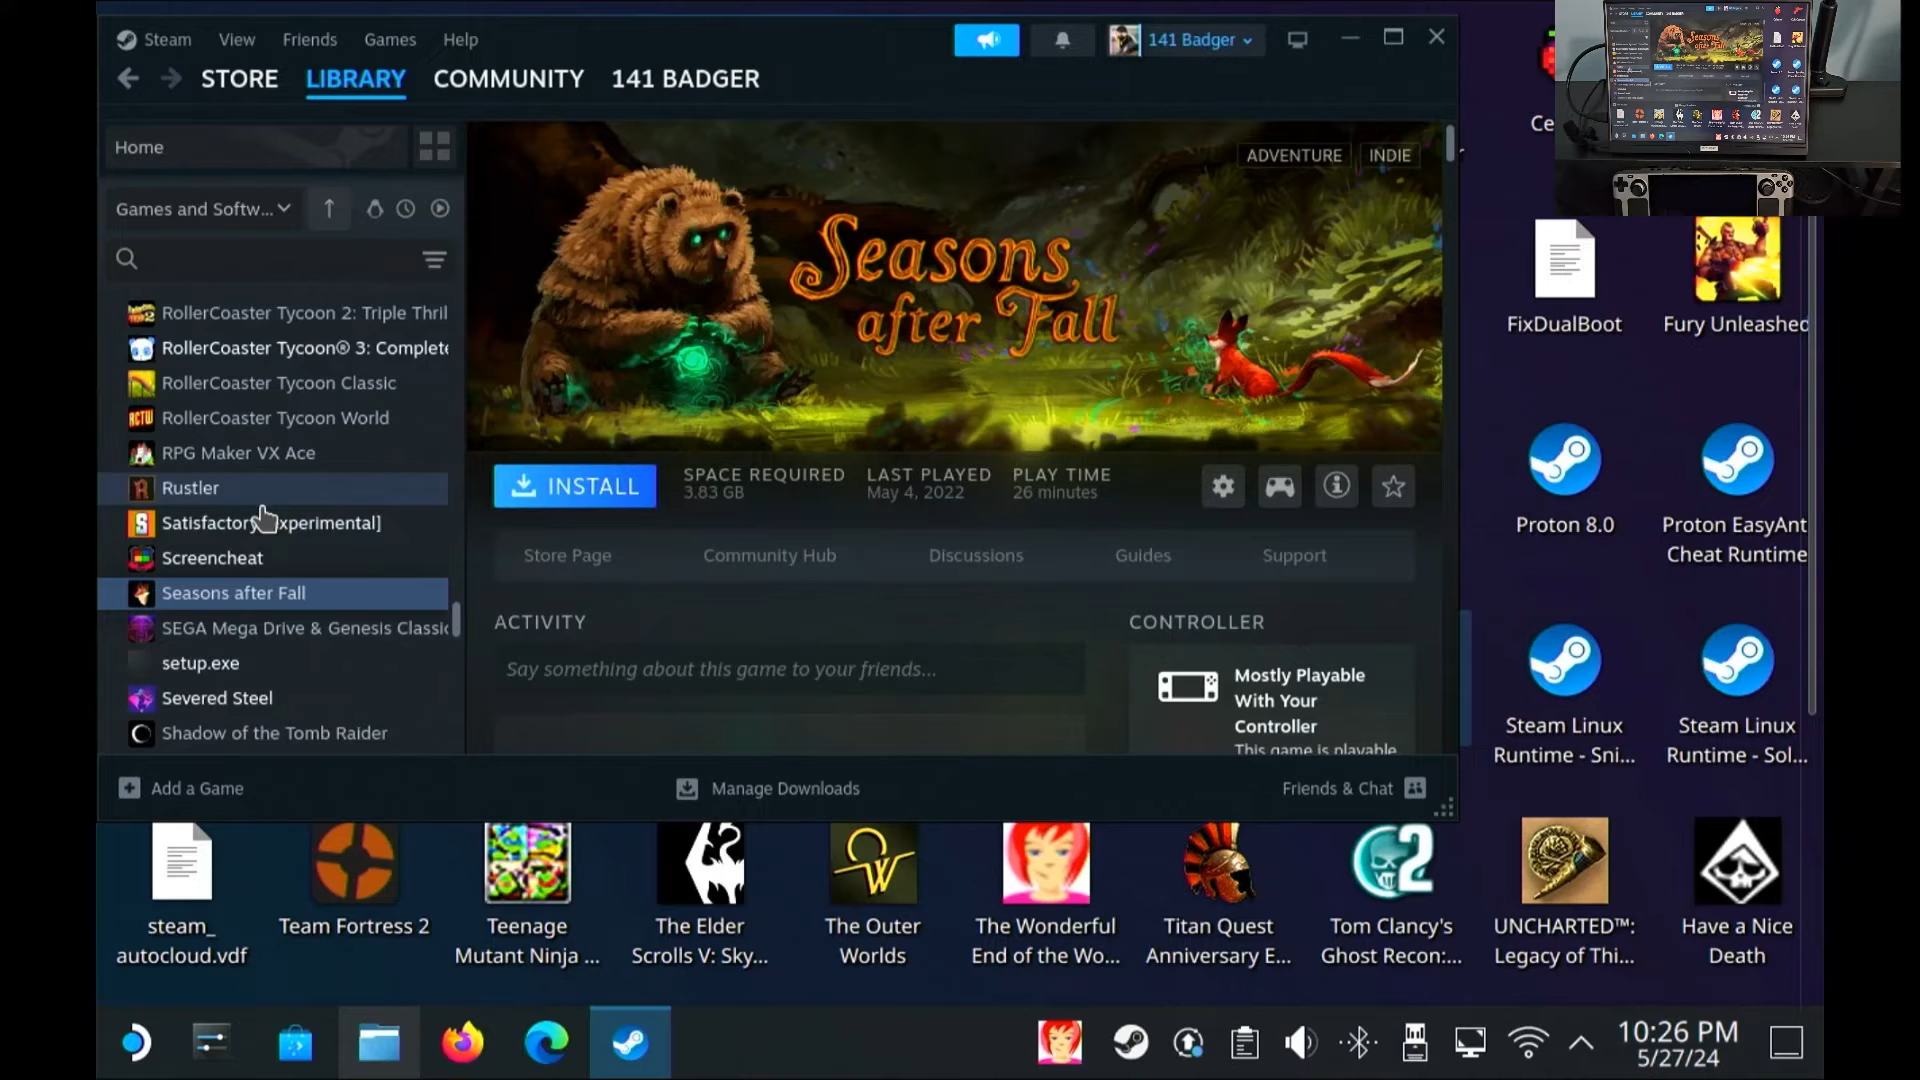 Steam View Friends Games Help
141 Badger
STORE LIBRARY COMMUNITY 141 BADGER
Home
Games and Softw...
RollerCoaster Tycoon 2: Triple Thril
RollerCoaster Tycoon® 3: Complete
RollerCoaster Tycoon Classic
RollerCoaster Tycoon World
RPG Maker VX Ace
Rustler
Satisfactory [Experimental]
Screencheat
Seasons after Fall
SEGA Mega Drive & Genesis Classic
setup.exe
Severed Steel
Shadow of the Tomb Raider
ADVENTURE INDIE
Seasons
after Fall
INSTALL
SPACE REQUIRED
3.83 GB
LAST PLAYED
May 4, 2022
PLAY TIME
26 minutes
Store Page Community Hub Discussions Guides Support
ACTIVITY
Say something about this game to your friends...
CONTROLLER
Mostly Playable
With Your
Controller
This game is playable
Add a Game Manage Downloads Friends & Chat
Ce
FixDualBoot
Fury Unleashed
Proton 8.0
Proton EasyAnt
Cheat Runtime
Steam Linux
Runtime - Sni...
Steam Linux
Runtime - Sol...
steam_
autocloud.vdf
Team Fortress 2
Teenage
Mutant Ninja ...
The Elder
Scrolls V: Sky...
The Outer
Worlds
The Wonderful
End of the Wo...
Titan Quest
Anniversary E...
Tom Clancy's
Ghost Recon:...
UNCHARTED™:
Legacy of Thi...
Have a Nice
Death
10:26 PM
5/27/24